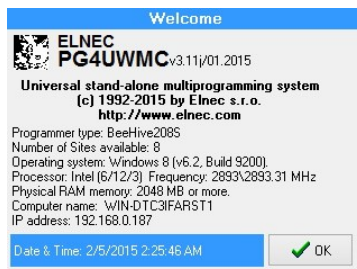 Welcome
ELNEC
PG4UWMC v3.11j/01.2015
Universal stand-alone multiprogramming system
(c) 1992-2015 by Elnec s.r.o.
http://www.elnec.com
Programmer type: BeeHive208S
Number of Sites available: 8
Operating system: Windows 8 (v6.2, Build 9200).
Processor: Intel (6/12/3) Frequency: 2893\2893.31 MHz
Physical RAM memory: 2048 MB or more.
Computer name: WIN-DTC3IFARST1
IP address: 192.168.0.187
Date & Time: 2/5/2015 2:25:46 AM
OK